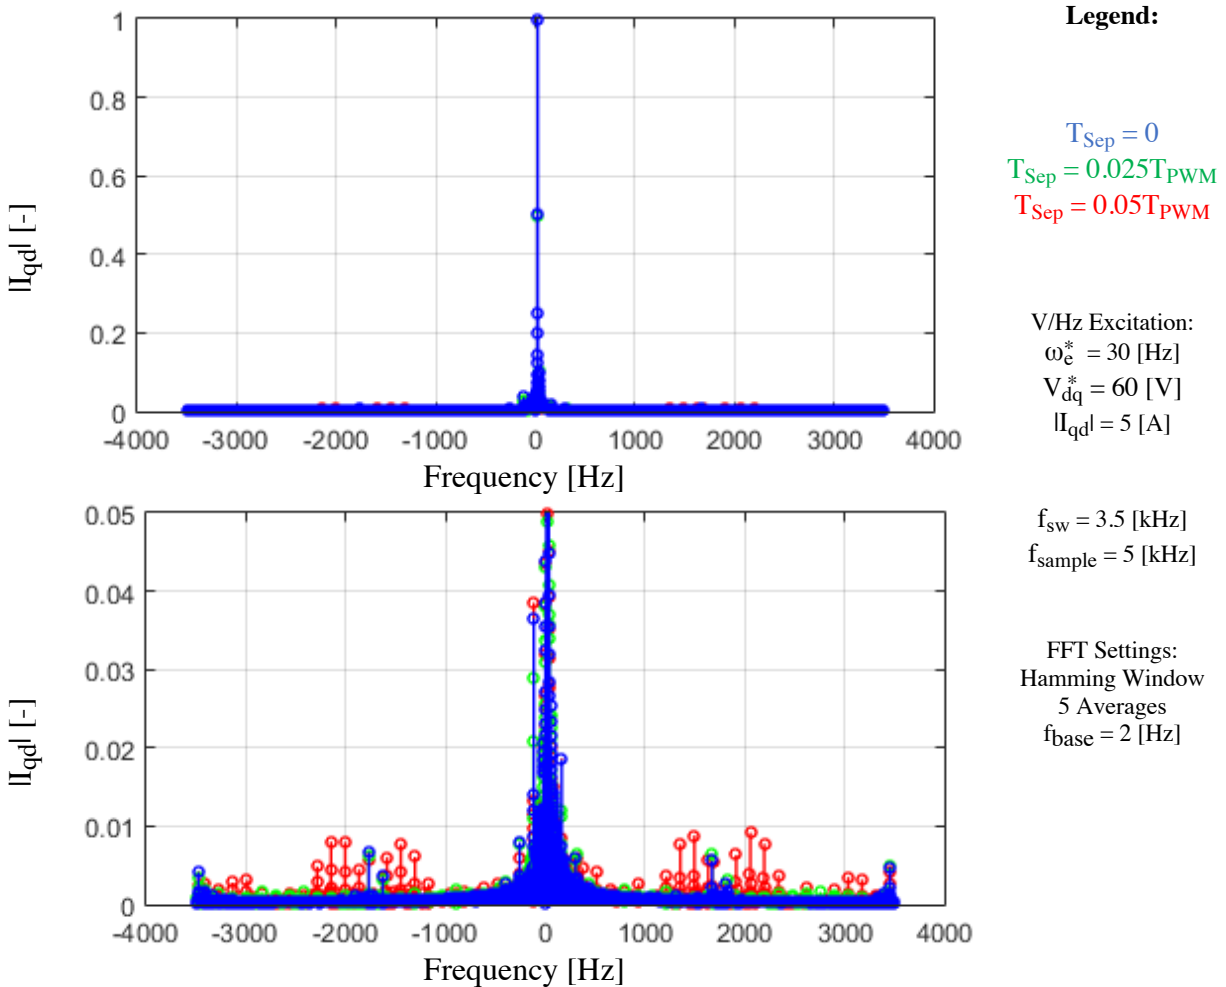 1
0.8
0.6
0.4
0.2
0
-4000 -3000 -2000 -1000 0 1000 2000 3000 4000
Frequency [Hz]
|Iqd| [-]
0.05
0.04
0.03
0.02
0.01
0
-4000 -3000 -2000 -1000 0 1000 2000 3000 4000
Frequency [Hz]
|Iqd| [-]
Legend:
TSep = 0
TSep = 0.025TPWM
TSep = 0.05TPWM
V/Hz Excitation:
ωe* = 30 [Hz]
Vdq* = 60 [V]
|Iqd| = 5 [A]
fsw = 3.5 [kHz]
fsample = 5 [kHz]
FFT Settings:
Hamming Window
5 Averages
fbase = 2 [Hz]